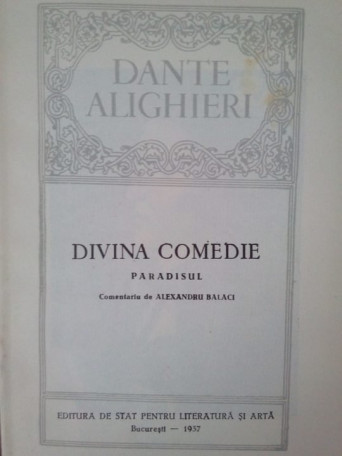 DANTE
ALIGHIERI
DIVINA COMEDIE
PARADISUL
Comentariu de ALEXANDRU BALACI
EDITURA DE STAT PENTRU LITERATURĂ ȘI ARTĂ
București — 1957